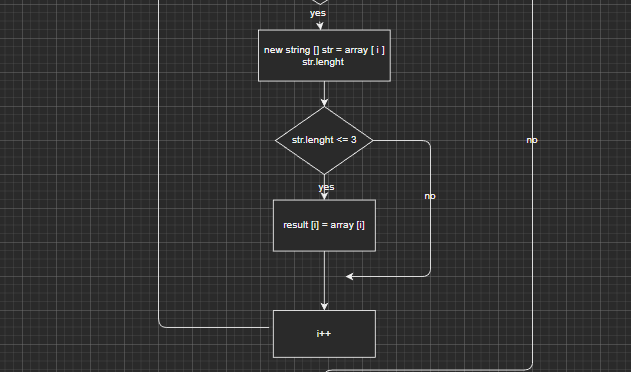 yes
new string [] str = array [ i ]
str.lenght
str.lenght <= 3
no
yes
no
result [i] = array [i]
i++